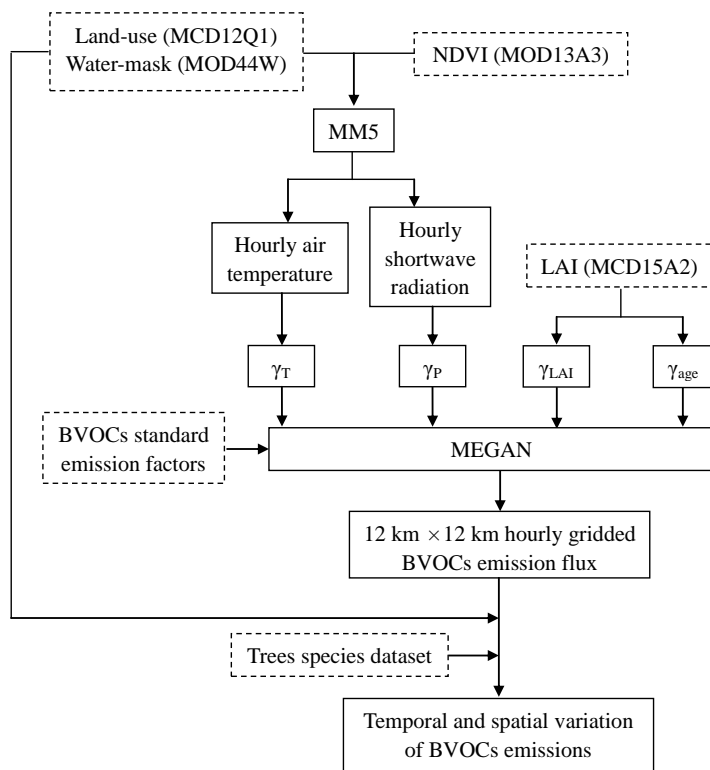 Land-use (MCD12Q1)
Water-mask (MOD44W)
NDVI (MOD13A3)
MM5
Hourly air
temperature
Hourly
shortwave
radiation
LAI (MCD15A2)
γT
γP
γLAI
γage
BVOCs standard
emission factors
MEGAN
12 km × 12 km hourly gridded
BVOCs emission flux
Trees species dataset
Temporal and spatial variation
of BVOCs emissions